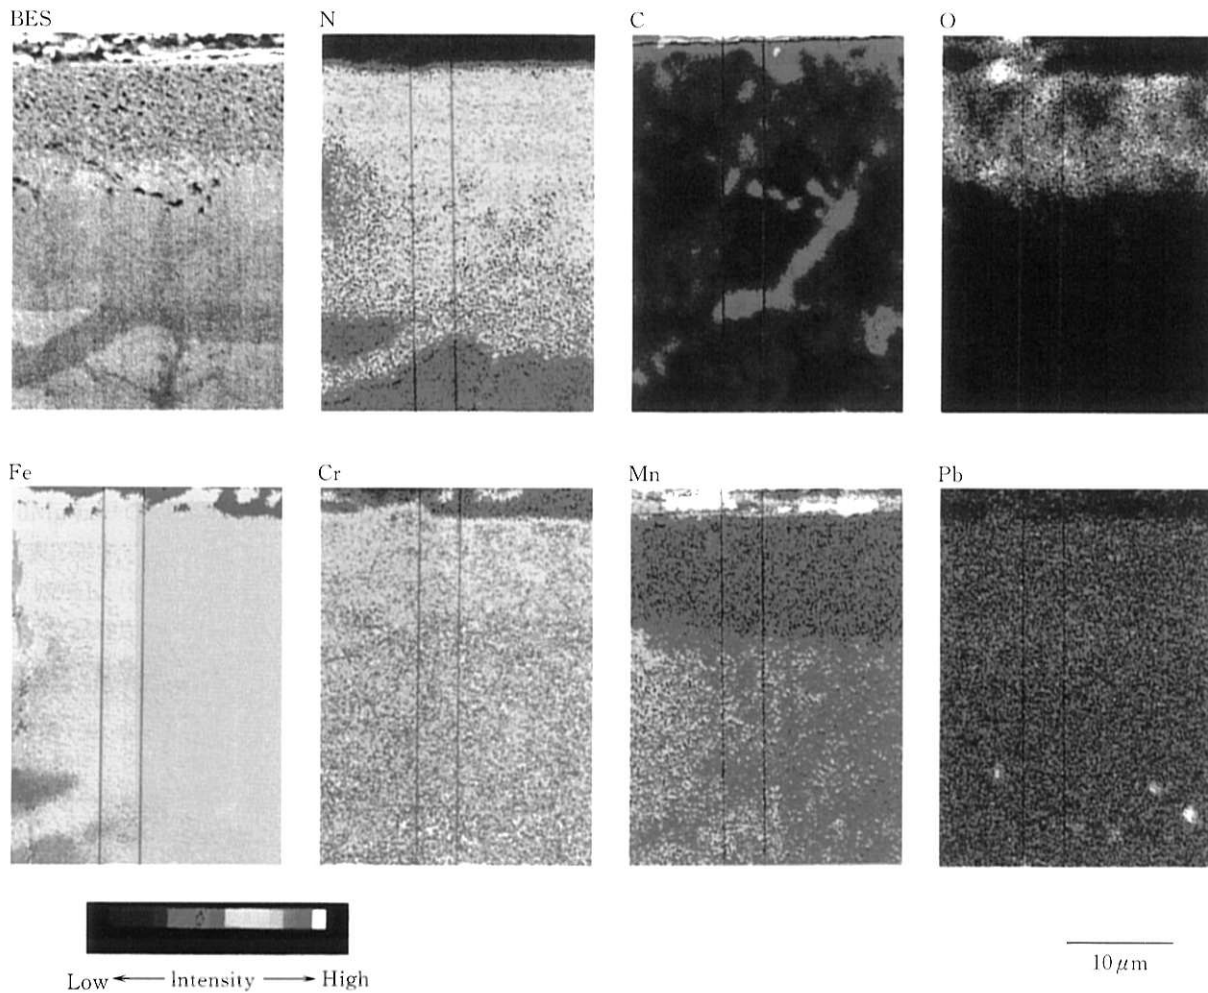 BES N C O
Fe Cr Mn Pb
Low ← Intensity → High
10 μm